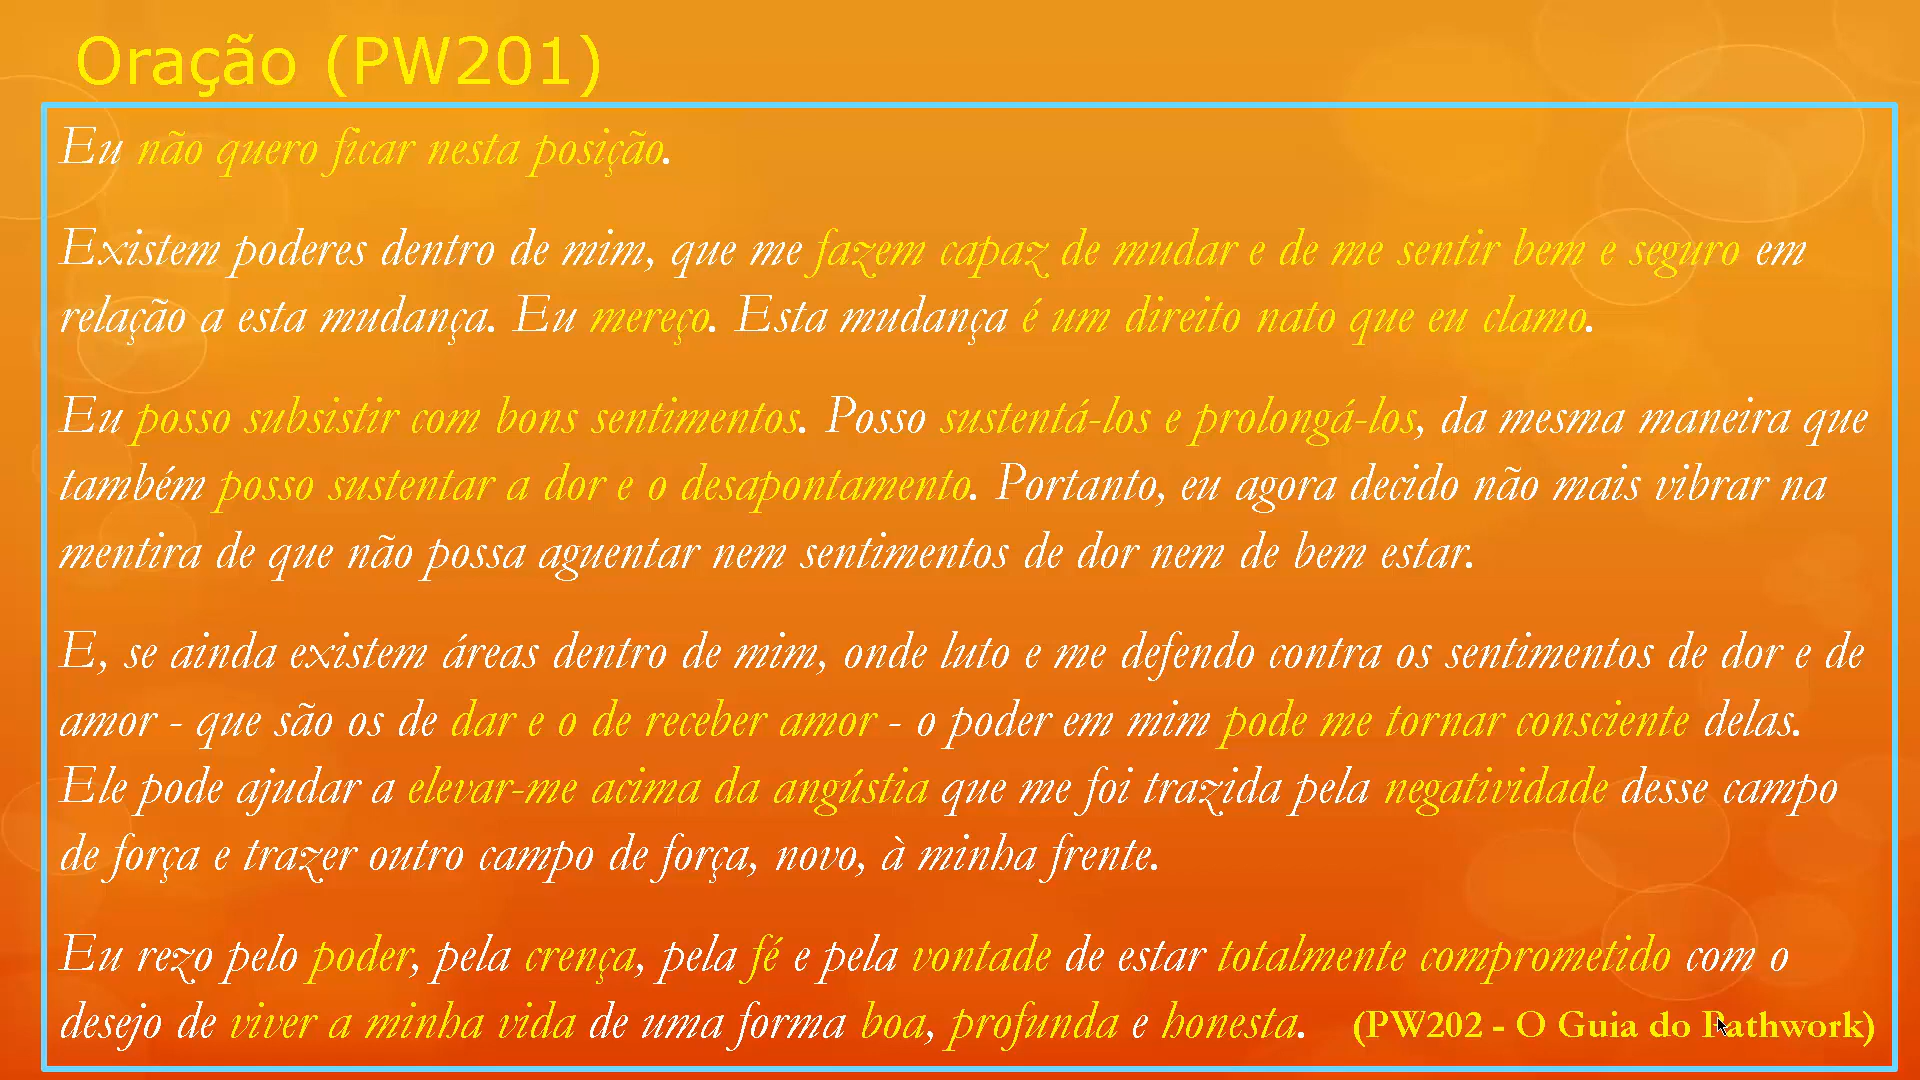 Oração (PW201)
Eu não quero ficar nesta posição.
Existem poderes dentro de mim, que me fazem capaz de mudar e de me sentir bem e seguro em
relação a esta mudança. Eu mereço. Esta mudança é um direito nato que eu clamo.
Eu posso subsistir com bons sentimentos. Posso sustentá-los e prolongá-los, da mesma maneira que
também posso sustentar a dor e o desapontamento. Portanto, eu agora decido não mais vibrar na
mentira de que não possa aguentar nem sentimentos de dor nem de bem estar.
E, se ainda existem áreas dentro de mim, onde luto e me defendo contra os sentimentos de dor e de
amor - que são os de dar e o de receber amor - o poder em mim pode me tornar consciente delas.
Ele pode ajudar a elevar-me acima da angústia que me foi trazida pela negatividade desse campo
de força e trazer outro campo de força, novo, à minha frente.
Eu rezo pelo poder, pela crença, pela fé e pela vontade de estar totalmente comprometido com o
desejo de viver a minha vida de uma forma boa, profunda e honesta. (PW202 - O Guia do Pathwork)